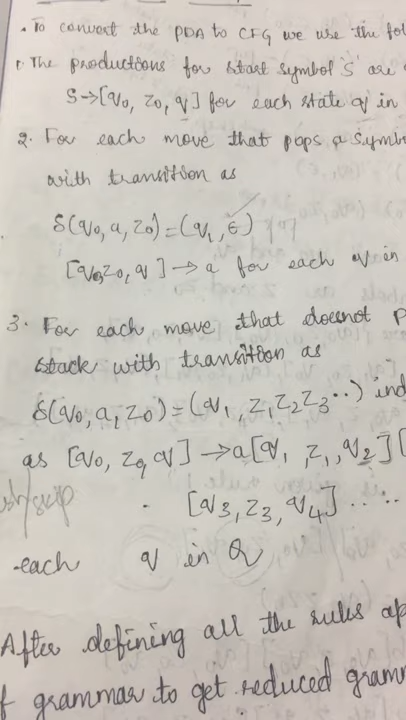 . To convert the PDA to CFG we use the fol
1. The productions for start symbol S are
S→[q0, Z0, q] for each state q in
2. For each move that pops a symb
with transition as
δ(q0, a, Z0) = (q1, ε)
[q0 Z0, q] → a for each q in
3. For each move that doesnot p
stack with transition as
δ(q0, a, Z0) = (q1, Z1 Z2 Z3 ..) ind
as [q0, Z0, q] → a[q1, Z1, q2] [
[q3, Z3, q4] ....
each q in Q
After defining all the rules ap
f grammar to get reduced gramm